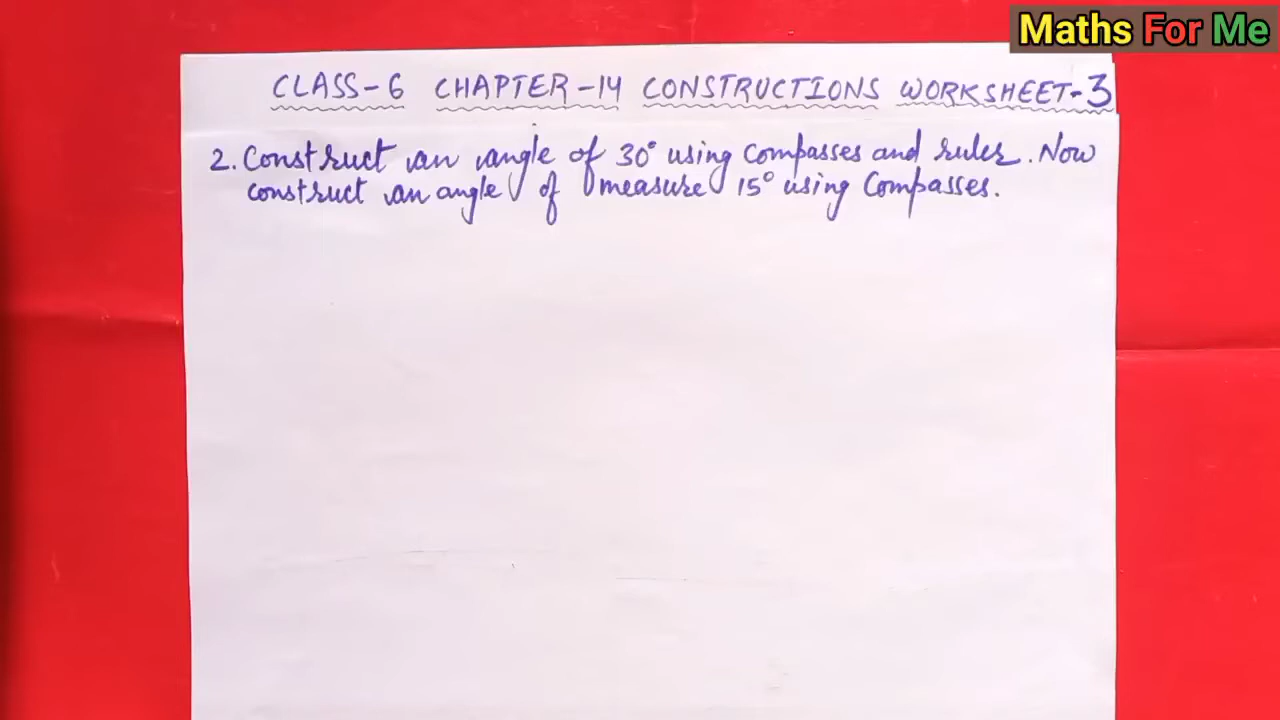 Maths For Me
CLASS-6 CHAPTER-14 CONSTRUCTIONS WORKSHEET-3
2. Construct an angle of 30° using Compasses and ruler. Now
construct an angle of measure 15° using Compasses.